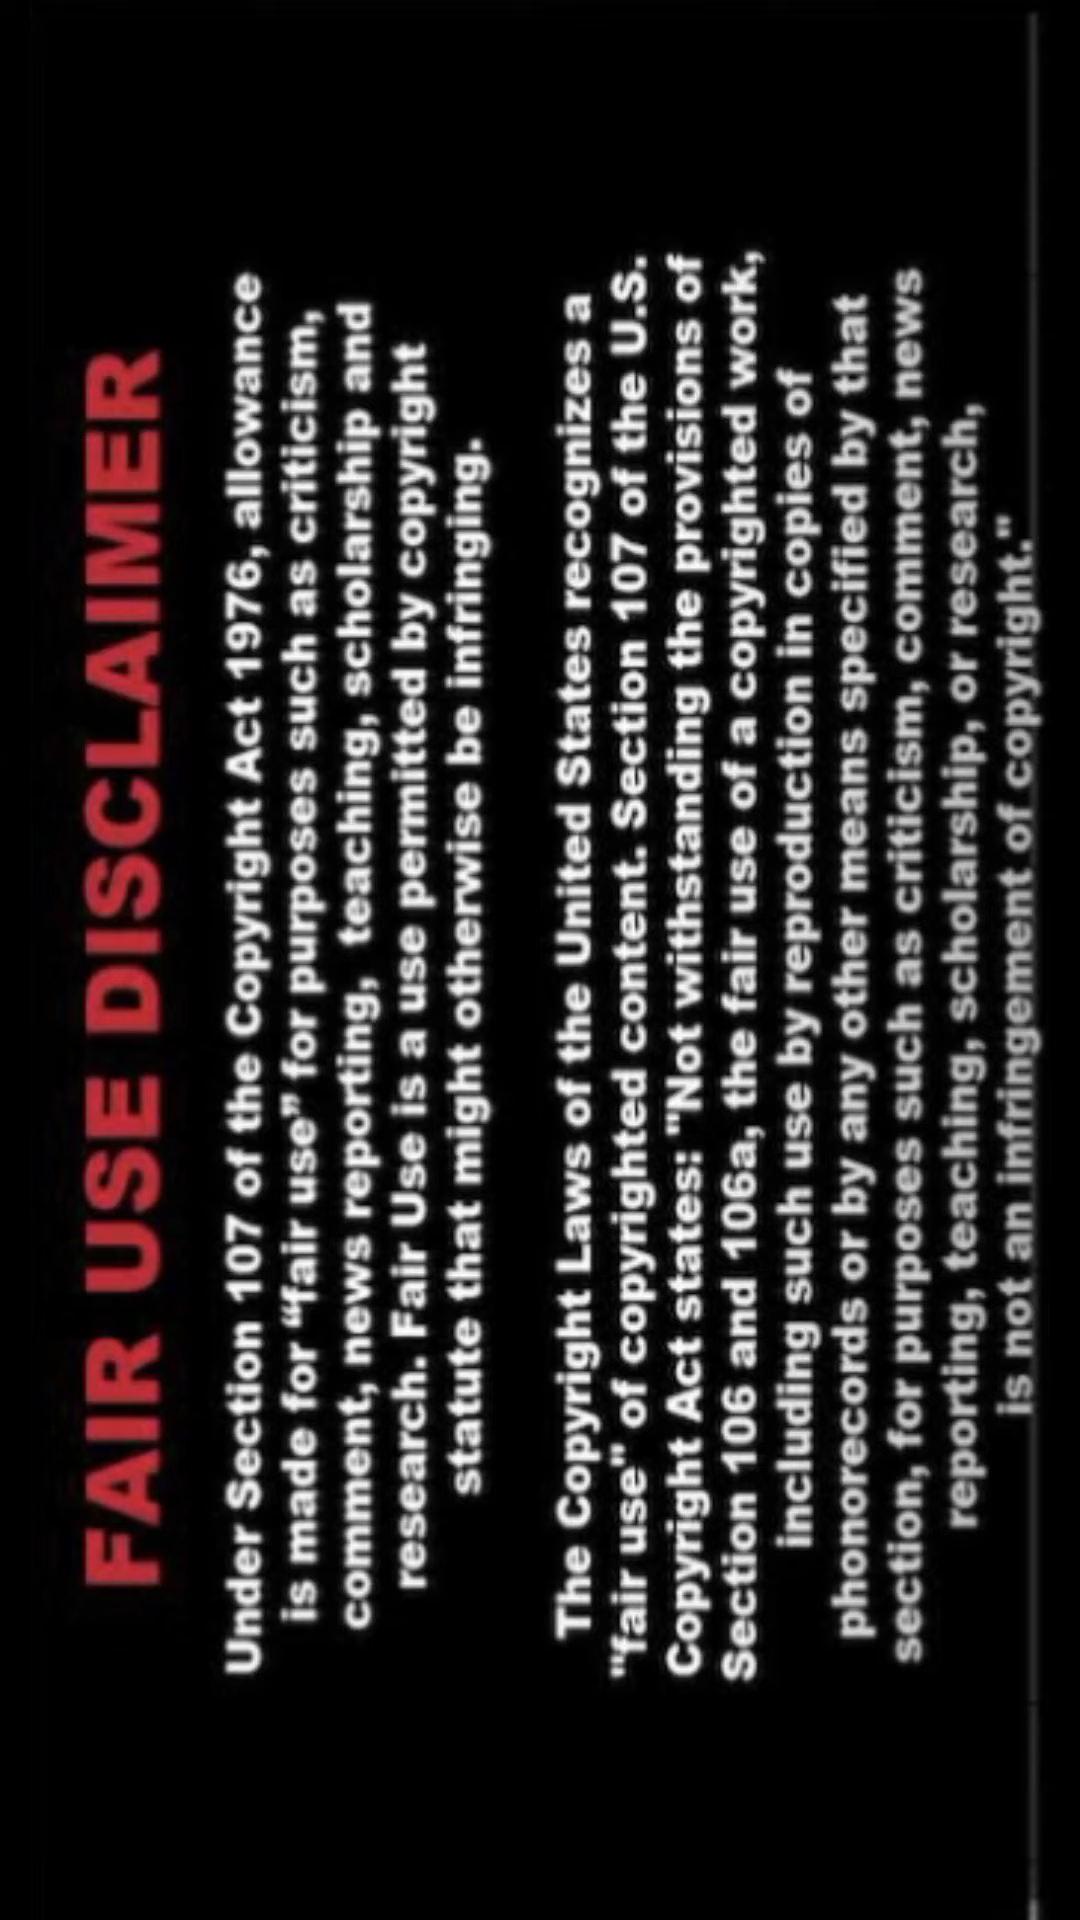 FAIR USE DISCLAIMER
Under Section 107 of the Copyright Act 1976, allowance
is made for “fair use” for purposes such as criticism,
comment, news reporting, teaching, scholarship and
research. Fair Use is a use permitted by copyright
statute that might otherwise be infringing.
The Copyright Laws of the United States recognizes a
"fair use" of copyrighted content. Section 107 of the U.S.
Copyright Act states: "Not withstanding the provisions of
Section 106 and 106a, the fair use of a copyrighted work,
including such use by reproduction in copies of
phonorecords or by any other means specified by that
section, for purposes such as criticism, comment, news
reporting, teaching, scholarship, or research,
is not an infringement of copyright."